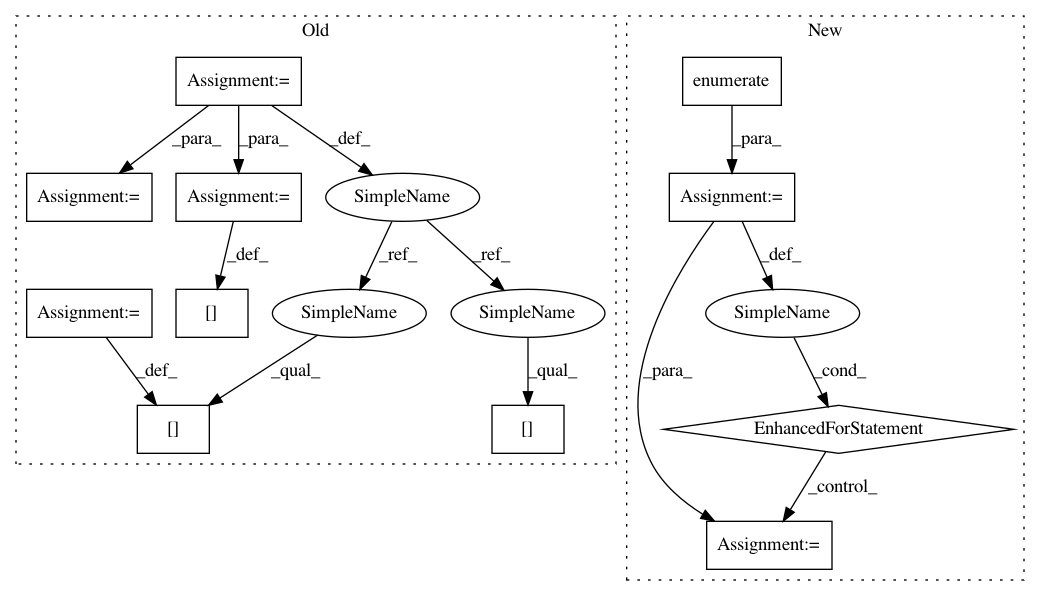 Old
New
Assignment:=
enumerate
_para_
_para_
_def_
_para_
Assignment:=
Assignment:=
SimpleName
Assignment:=
_def_
_ref_
_ref_
_def_
Assignment:=
[]
SimpleName
SimpleName
SimpleName
_def_
_qual_
_qual_
_para_
_cond_
[]
[]
EnhancedForStatement
_control_
Assignment:=